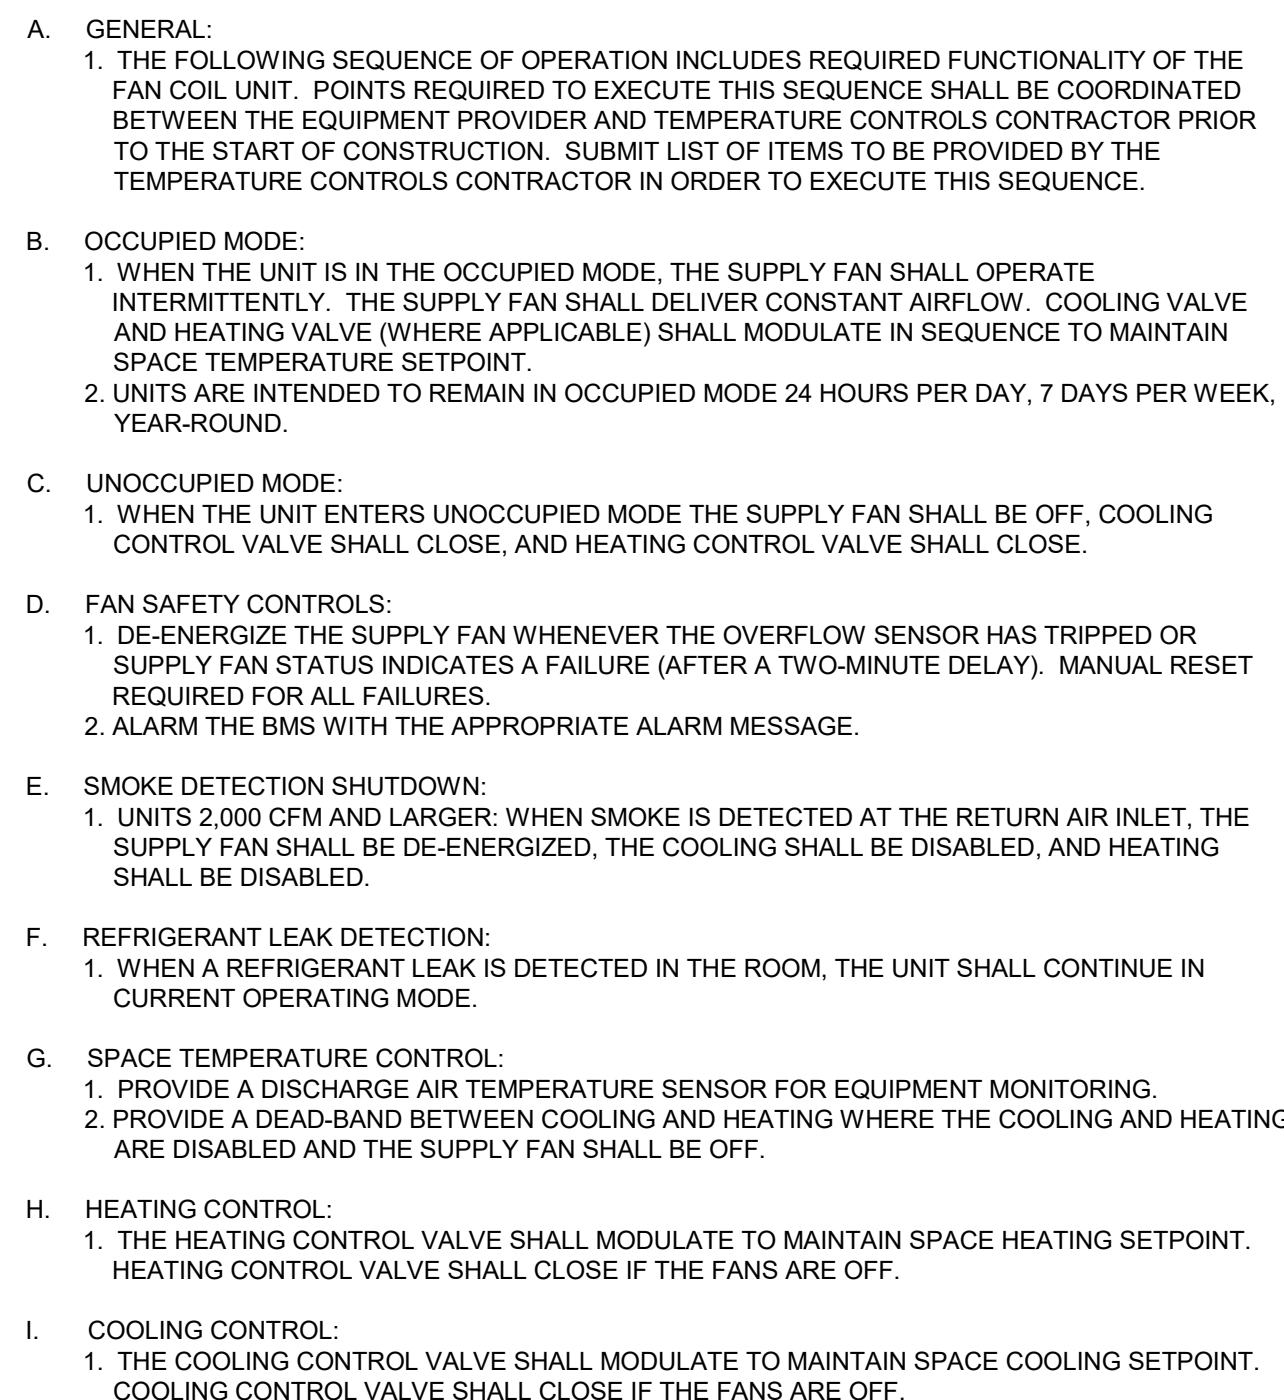 A. GENERAL:
1. THE FOLLOWING SEQUENCE OF OPERATION INCLUDES REQUIRED FUNCTIONALITY OF THE
FAN COIL UNIT. POINTS REQUIRED TO EXECUTE THIS SEQUENCE SHALL BE COORDINATED
BETWEEN THE EQUIPMENT PROVIDER AND TEMPERATURE CONTROLS CONTRACTOR PRIOR
TO THE START OF CONSTRUCTION. SUBMIT LIST OF ITEMS TO BE PROVIDED BY THE
TEMPERATURE CONTROLS CONTRACTOR IN ORDER TO EXECUTE THIS SEQUENCE.
B. OCCUPIED MODE:
1. WHEN THE UNIT IS IN THE OCCUPIED MODE, THE SUPPLY FAN SHALL OPERATE
INTERMITTENTLY. THE SUPPLY FAN SHALL DELIVER CONSTANT AIRFLOW. COOLING VALVE
AND HEATING VALVE (WHERE APPLICABLE) SHALL MODULATE IN SEQUENCE TO MAINTAIN
SPACE TEMPERATURE SETPOINT.
2. UNITS ARE INTENDED TO REMAIN IN OCCUPIED MODE 24 HOURS PER DAY, 7 DAYS PER WEEK,
YEAR-ROUND.
C. UNOCCUPIED MODE:
1. WHEN THE UNIT ENTERS UNOCCUPIED MODE THE SUPPLY FAN SHALL BE OFF, COOLING
CONTROL VALVE SHALL CLOSE, AND HEATING CONTROL VALVE SHALL CLOSE.
D. FAN SAFETY CONTROLS:
1. DE-ENERGIZE THE SUPPLY FAN WHENEVER THE OVERFLOW SENSOR HAS TRIPPED OR
SUPPLY FAN STATUS INDICATES A FAILURE (AFTER A TWO-MINUTE DELAY). MANUAL RESET
REQUIRED FOR ALL FAILURES.
2. ALARM THE BMS WITH THE APPROPRIATE ALARM MESSAGE.
E. SMOKE DETECTION SHUTDOWN:
1. UNITS 2,000 CFM AND LARGER: WHEN SMOKE IS DETECTED AT THE RETURN AIR INLET, THE
SUPPLY FAN SHALL BE DE-ENERGIZED, THE COOLING SHALL BE DISABLED, AND HEATING
SHALL BE DISABLED.
F. REFRIGERANT LEAK DETECTION:
1. WHEN A REFRIGERANT LEAK IS DETECTED IN THE ROOM, THE UNIT SHALL CONTINUE IN
CURRENT OPERATING MODE.
G. SPACE TEMPERATURE CONTROL:
1. PROVIDE A DISCHARGE AIR TEMPERATURE SENSOR FOR EQUIPMENT MONITORING.
2. PROVIDE A DEAD-BAND BETWEEN COOLING AND HEATING WHERE THE COOLING AND HEATING
ARE DISABLED AND THE SUPPLY FAN SHALL BE OFF.
H. HEATING CONTROL:
1. THE HEATING CONTROL VALVE SHALL MODULATE TO MAINTAIN SPACE HEATING SETPOINT.
HEATING CONTROL VALVE SHALL CLOSE IF THE FANS ARE OFF.
I. COOLING CONTROL:
1. THE COOLING CONTROL VALVE SHALL MODULATE TO MAINTAIN SPACE COOLING SETPOINT.
COOLING CONTROL VALVE SHALL CLOSE IF THE FANS ARE OFF.